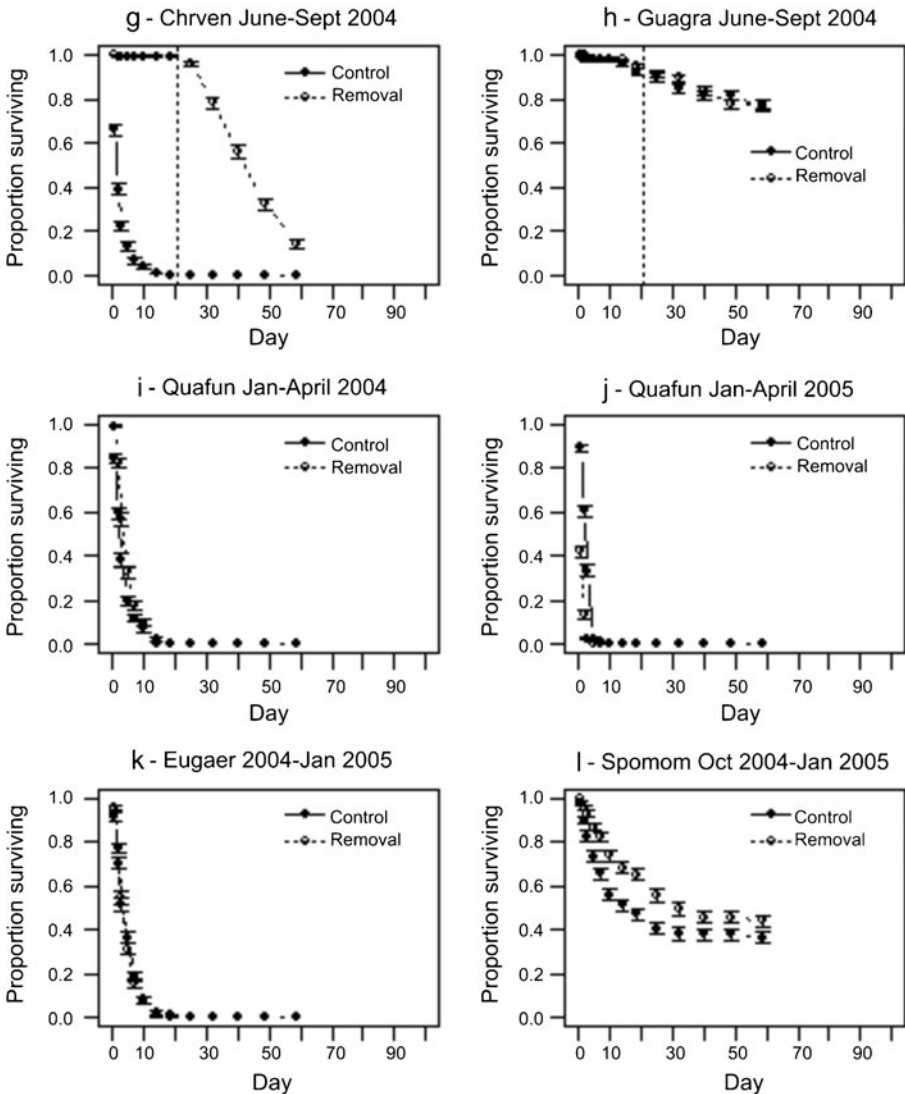 g - Chrven June-Sept 2004
Proportion surviving
1.0
0.8
0.6
0.4
0.2
0.0
Control
Removal
0 10 30 50 70 90
Day
h - Guagra June-Sept 2004
Proportion surviving
1.0
0.8
0.6
0.4
0.2
0.0
Control
Removal
0 10 30 50 70 90
Day
i - Quafun Jan-April 2004
Proportion surviving
1.0
0.8
0.6
0.4
0.2
0.0
Control
Removal
0 10 30 50 70 90
Day
j - Quafun Jan-April 2005
Proportion surviving
1.0
0.8
0.6
0.4
0.2
0.0
Control
Removal
0 10 30 50 70 90
Day
k - Eugaer 2004-Jan 2005
Proportion surviving
1.0
0.8
0.6
0.4
0.2
0.0
Control
Removal
0 10 30 50 70 90
Day
l - Spomom Oct 2004-Jan 2005
Proportion surviving
1.0
0.8
0.6
0.4
0.2
0.0
Control
Removal
0 10 30 50 70 90
Day